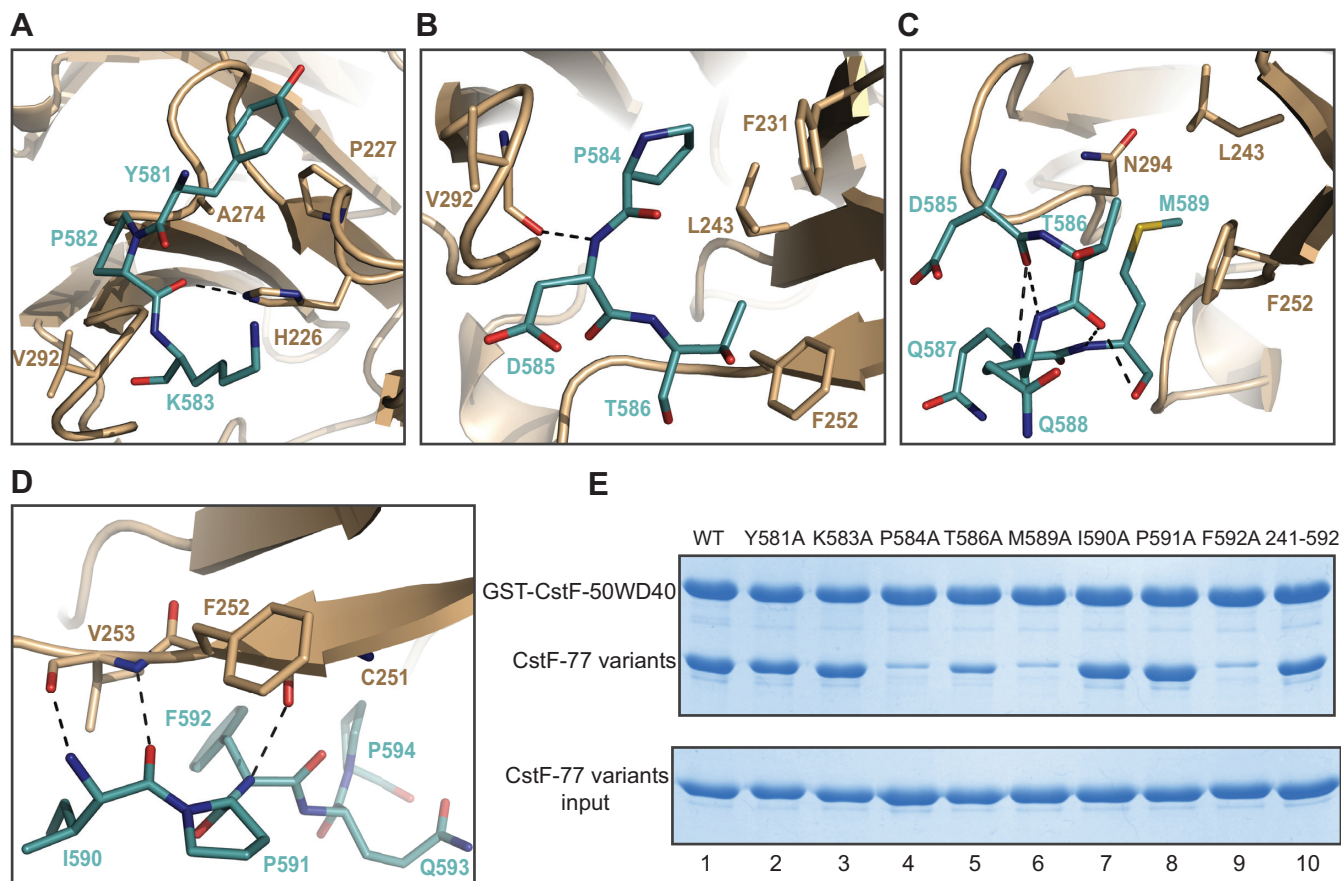 A
Y581
P227
A274
P582
H226
V292
K583
B
F231
P584
V292
L243
D585
T586
F252
C
L243
N294
D585
T586
M589
F252
Q587
Q588
D
F252
V253
C251
F592
P594
I590
P591
Q593
E
WT Y581A K583A P584A T586A M589A I590A P591A F592A 241-592
GST-CstF-50WD40
CstF-77 variants
CstF-77 variants
input
1 2 3 4 5 6 7 8 9 10